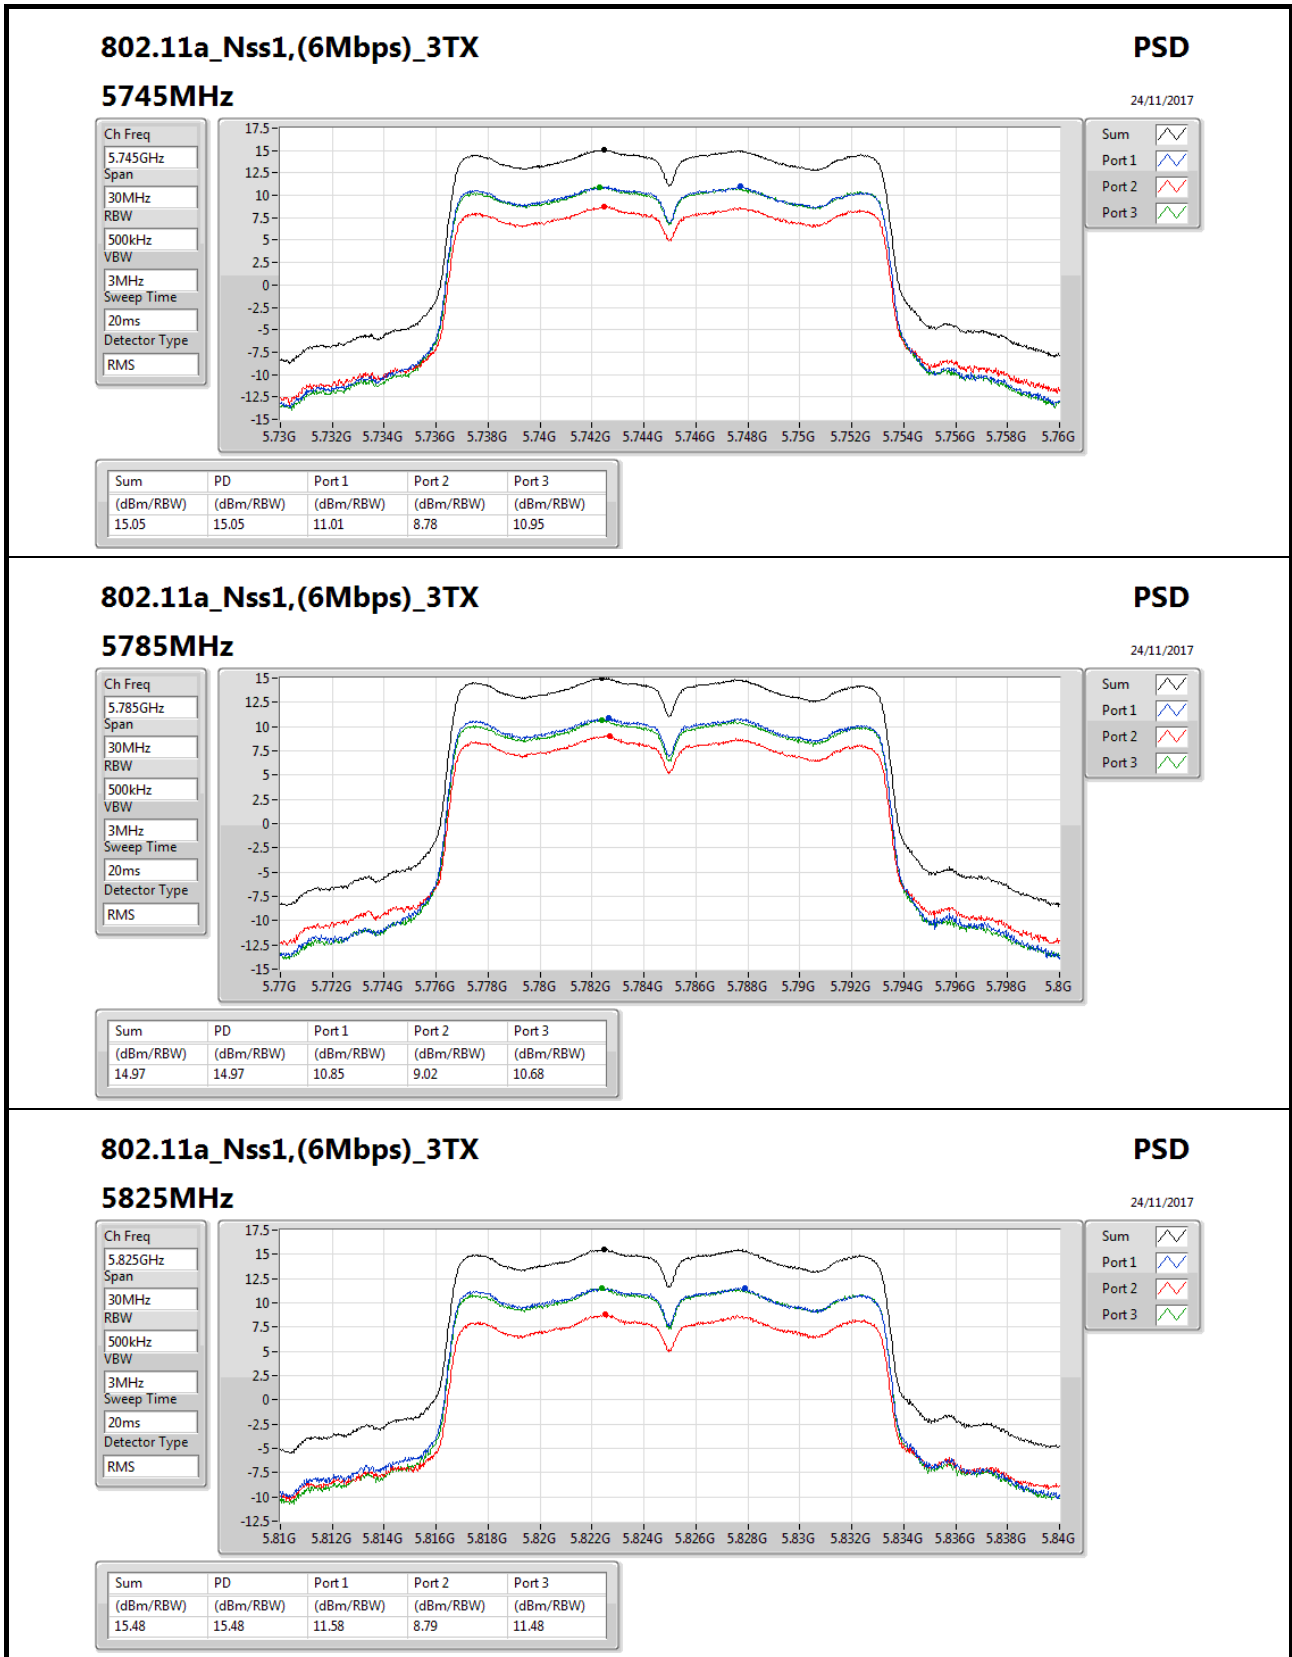 802.11a_Nss1,(6Mbps)_3TX PSD
5745MHz 24/11/2017
Ch Freq
5.745GHz
Span
30MHz
RBW
500kHz
VBW
3MHz
Sweep Time
20ms
Detector Type
RMS
17.5
15
12.5
10
7.5
5
2.5
0
-2.5
-5
-7.5
-10
-12.5
-15
5.73G 5.732G 5.734G 5.736G 5.738G 5.74G 5.742G 5.744G 5.746G 5.748G 5.75G 5.752G 5.754G 5.756G 5.758G 5.76G
Sum
Port 1
Port 2
Port 3
Sum PD Port 1 Port 2 Port 3
(dBm/RBW) (dBm/RBW) (dBm/RBW) (dBm/RBW) (dBm/RBW)
15.05 15.05 11.01 8.78 10.95
802.11a_Nss1,(6Mbps)_3TX PSD
5785MHz 24/11/2017
Ch Freq
5.785GHz
Span
30MHz
RBW
500kHz
VBW
3MHz
Sweep Time
20ms
Detector Type
RMS
15
12.5
10
7.5
5
2.5
0
-2.5
-5
-7.5
-10
-12.5
-15
5.77G 5.772G 5.774G 5.776G 5.778G 5.78G 5.782G 5.784G 5.786G 5.788G 5.79G 5.792G 5.794G 5.796G 5.798G 5.8G
Sum
Port 1
Port 2
Port 3
Sum PD Port 1 Port 2 Port 3
(dBm/RBW) (dBm/RBW) (dBm/RBW) (dBm/RBW) (dBm/RBW)
14.97 14.97 10.85 9.02 10.68
802.11a_Nss1,(6Mbps)_3TX PSD
5825MHz 24/11/2017
Ch Freq
5.825GHz
Span
30MHz
RBW
500kHz
VBW
3MHz
Sweep Time
20ms
Detector Type
RMS
17.5
15
12.5
10
7.5
5
2.5
0
-2.5
-5
-7.5
-10
-12.5
5.81G 5.812G 5.814G 5.816G 5.818G 5.82G 5.822G 5.824G 5.826G 5.828G 5.83G 5.832G 5.834G 5.836G 5.838G 5.84G
Sum
Port 1
Port 2
Port 3
Sum PD Port 1 Port 2 Port 3
(dBm/RBW) (dBm/RBW) (dBm/RBW) (dBm/RBW) (dBm/RBW)
15.48 15.48 11.58 8.79 11.48